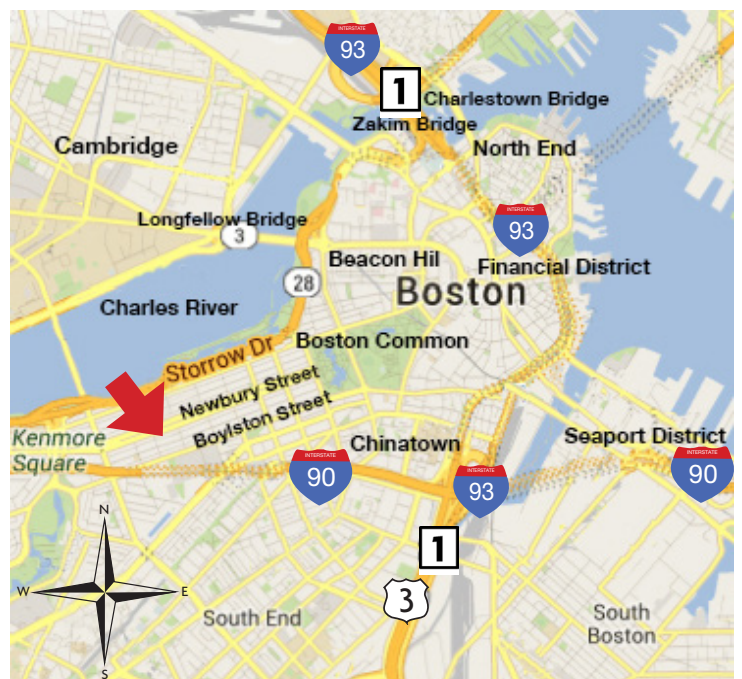 INTERSTATE
93
1
Charlestown Bridge
Zakim Bridge
Cambridge
North End
Longfellow Bridge
3
INTERSTATE
93
Beacon Hil
Financial District
28
Boston
Charles River
Boston Common
Storrow Dr
Newbury Street
Boylston Street
Kenmore
Square
Chinatown
Seaport District
INTERSTATE
90
INTERSTATE
93
INTERSTATE
90
N
W
E
S
1
3
South End
South
Boston